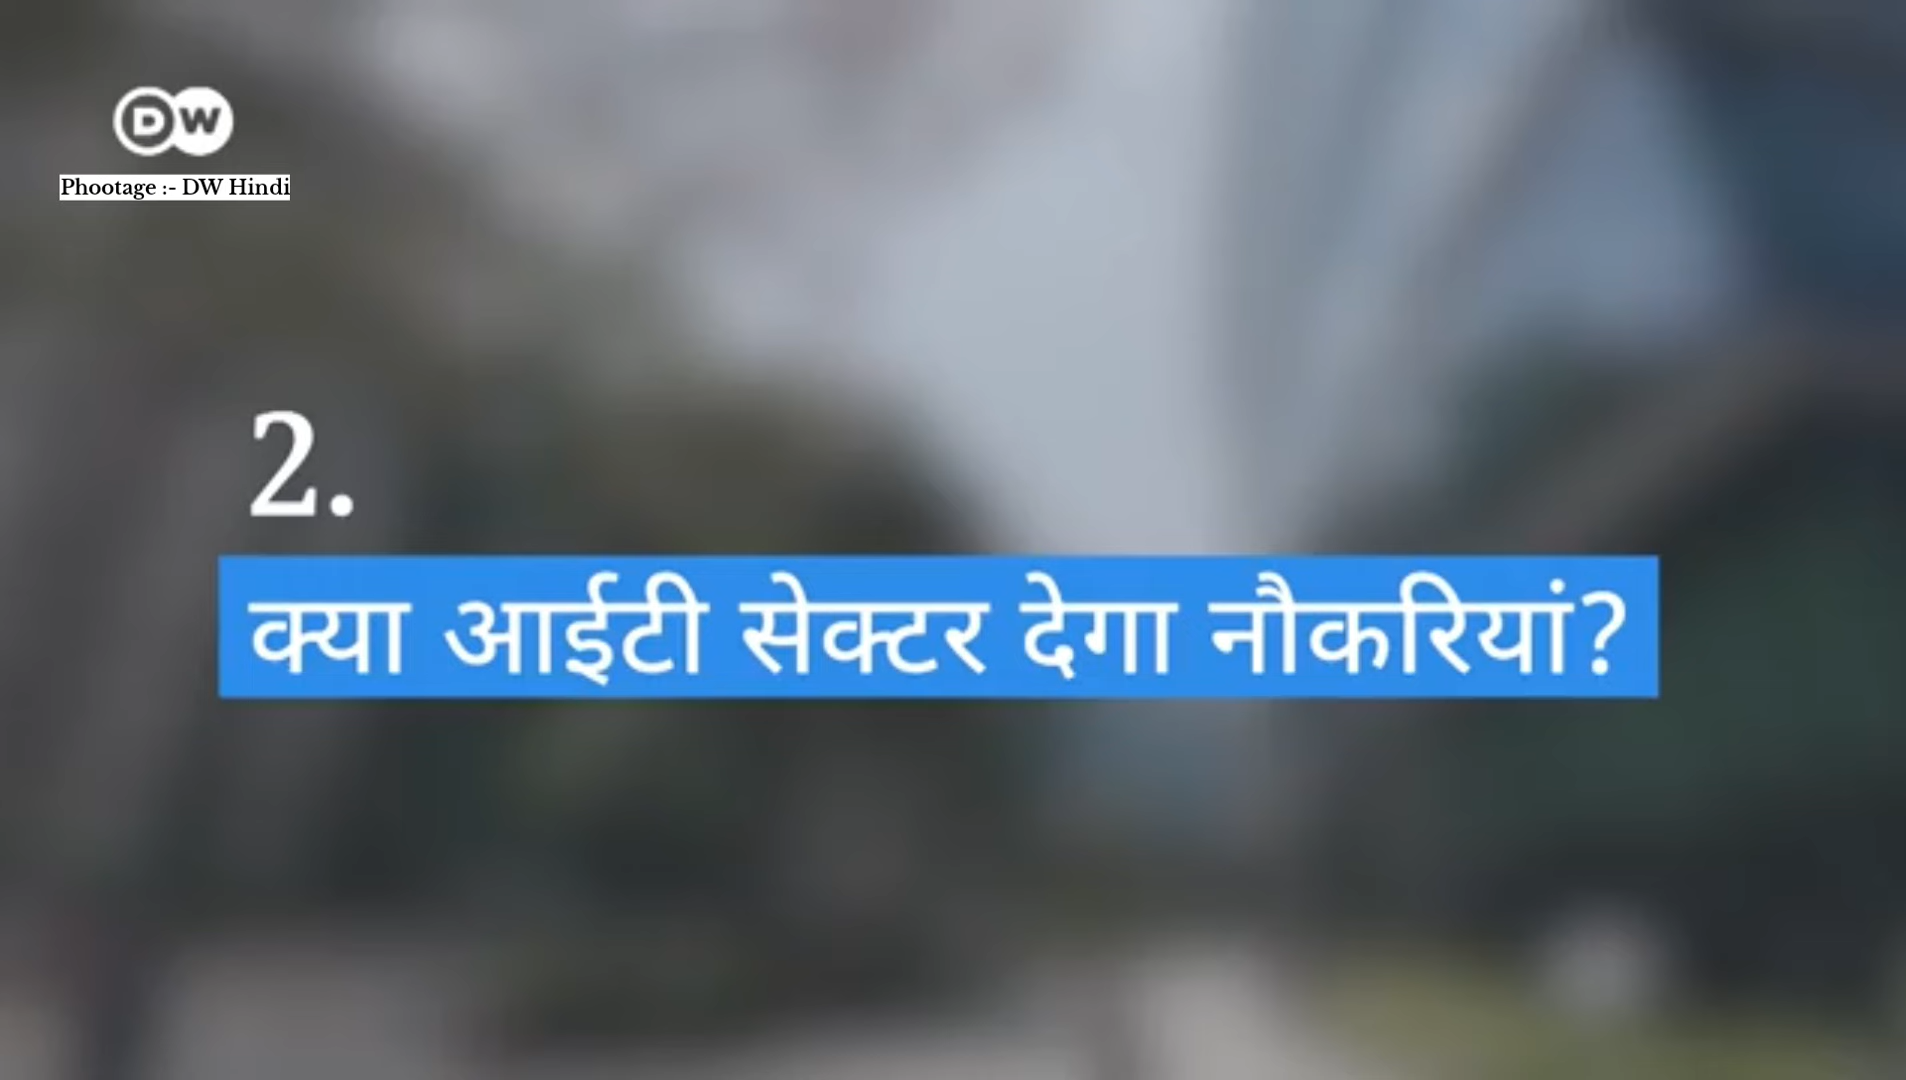 DW
Phootage :- DW Hindi
2.
क्या आईटी सेक्टर देगा नौकरियां?